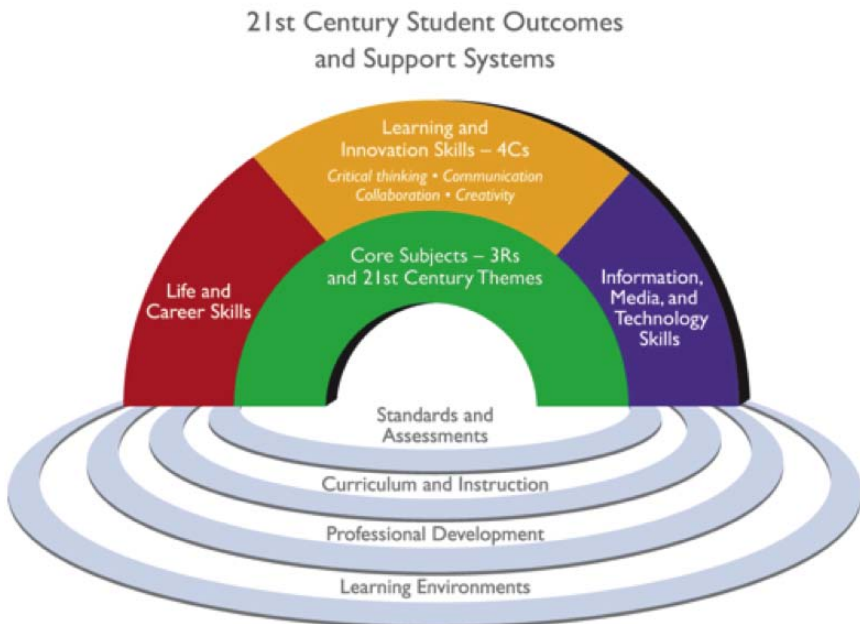 21st Century Student Outcomes
and Support Systems
Learning and
Innovation Skills – 4Cs
Critical thinking • Communication
Collaboration • Creativity
Core Subjects – 3Rs
and 21st Century Themes
Life and
Career Skills
Information,
Media, and
Technology
Skills
Standards and
Assessments
Curriculum and Instruction
Professional Development
Learning Environments